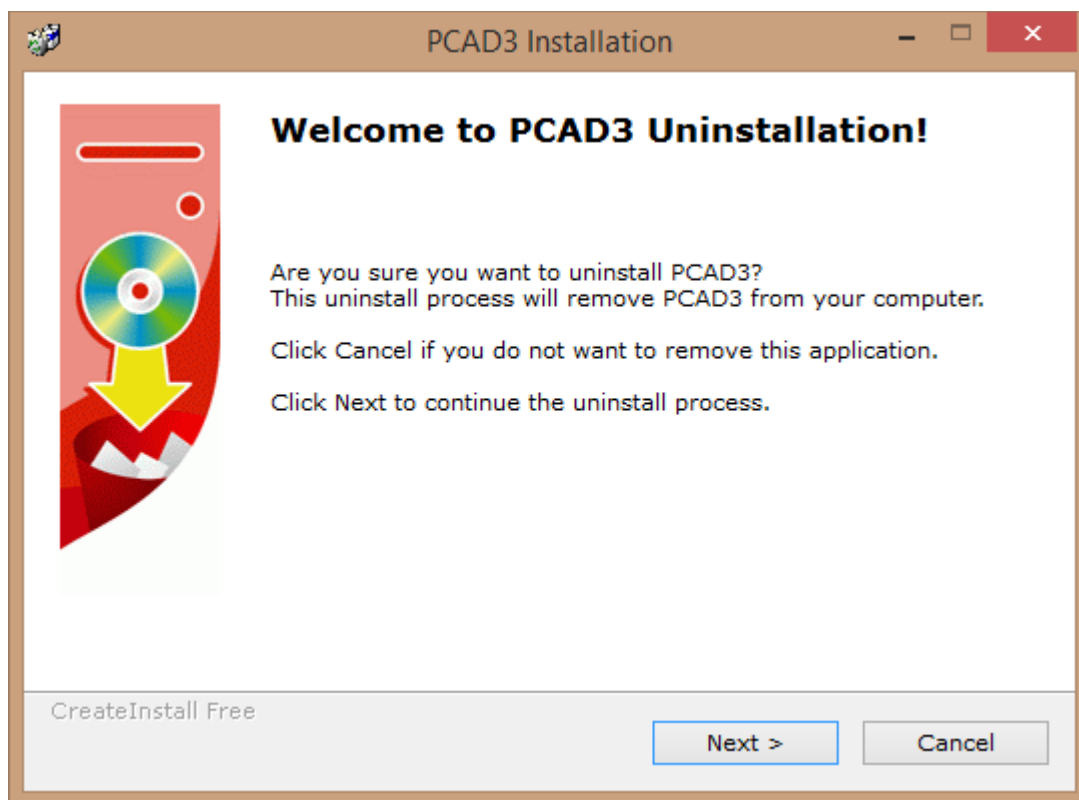 PCAD3 Installation
Welcome to PCAD3 Uninstallation!
Are you sure you want to uninstall PCAD3?
This uninstall process will remove PCAD3 from your computer.
Click Cancel if you do not want to remove this application.
Click Next to continue the uninstall process.
CreateInstall Free
Next >
Cancel